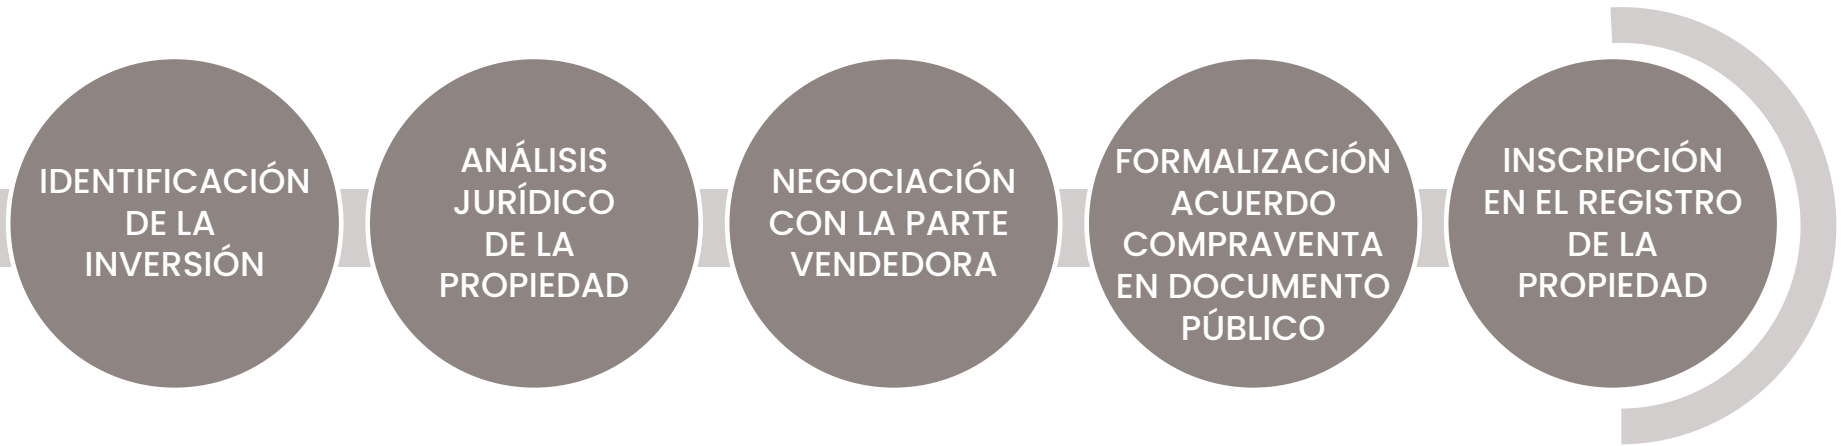 IDENTIFICACIÓN
DE LA
INVERSIÓN
ANÁLISIS
JURÍDICO
DE LA
PROPIEDAD
NEGOCIACIÓN
CON LA PARTE
VENDEDORA
FORMALIZACIÓN
ACUERDO
COMPRAVENTA
EN DOCUMENTO
PÚBLICO
INSCRIPCIÓN
EN EL REGISTRO
DE LA
PROPIEDAD